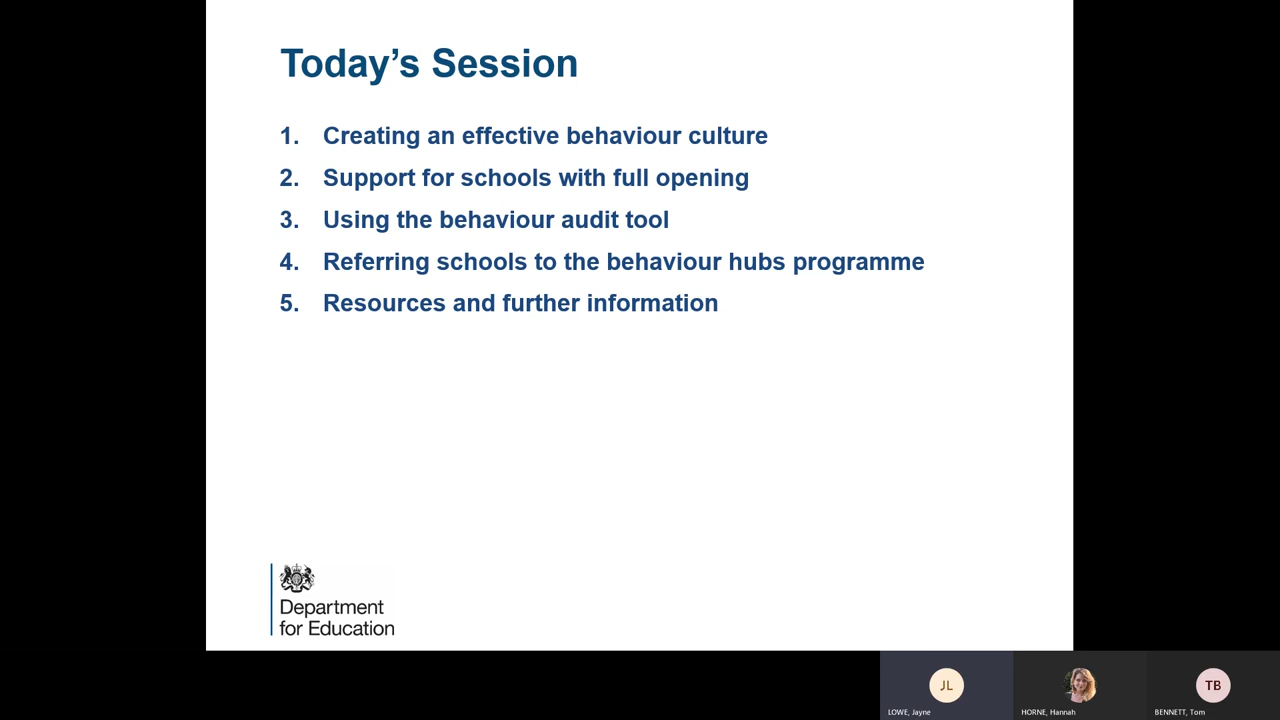 Today’s Session
1. Creating an effective behaviour culture
2. Support for schools with full opening
3. Using the behaviour audit tool
4. Referring schools to the behaviour hubs programme
5. Resources and further information
Department
for Education
JL
TB
LOWE, Jayne
HORNE, Hannah
BENNETT, Tom